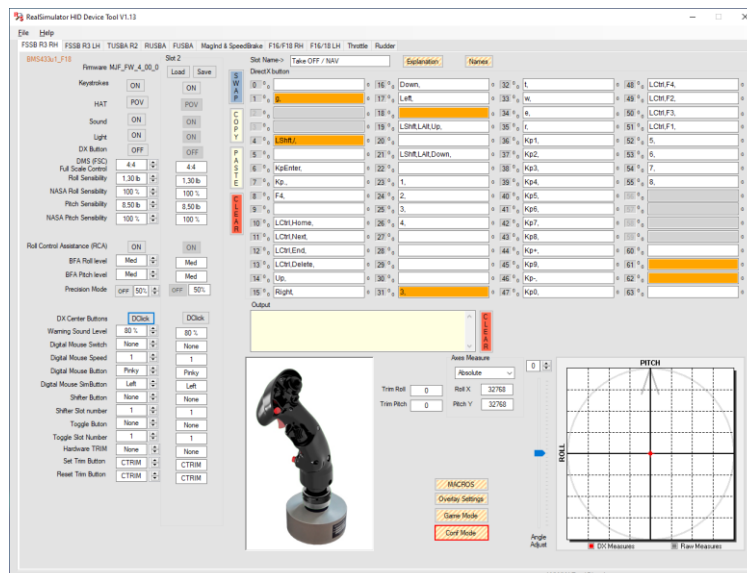 RealSimulator HID Device Tool V1.13
File Help
FSSB R3 RH FSSB R3 LH TUSBA R2 RUSBA FUSBA MagInd & SpeedBrake F16/F18 RH F16/18 LH Throttle Rudder
BMS433u1_F18
Slot 2
Firmware MJF_FW_4_00_0
Load Save
Keystrokes ON ON
HAT POV POV
Sound ON ON
Light ON ON
DX Button OFF OFF
DMS (FSC)
Full Scale Control 4:4 4:4
Roll Sensibility 1,30 lb 1,30 lb
NASA Roll Sensibility 100 % 100 %
Pitch Sensibility 8,50 lb 8,50 lb
NASA Pitch Sensibility 100 % 100 %
Roll Control Assistance (RCA) ON ON
BFA Roll level Med Med
BFA Pitch level Med Med
Precision Mode OFF 50% OFF 50%
DX Center Buttons DClick DClick
Warning Sound Level 80 % 80 %
Digital Mouse Switch None None
Digital Mouse Speed 1 1
Digital Mouse Button Pinky Pinky
Digital Mouse SimButton Left Left
Shifter Button None None
Shifter Slot number 1 1
Toggle Buton None None
Toggle Slot Number 1 1
Hardware TRIM None None
Set Trim Button CTRIM CTRIM
Reset Trim Button CTRIM CTRIM
SWAP
COPY
PASTE
CLEAR
Slot Name-> Take OFF / NAV Explanation Names
DirectX button
0
1 g,
4 LShft,/,
5
6 KpEnter,
7 Kp.,
8 F4,
9
10 LCtrl,Home,
11 LCtrl,Next,
12 LCtrl,End,
13 LCtrl,Delete,
14 Up,
15 Right,
16 Down,
17 Left,
18
19 LShft,LAlt,Up,
20
21 LShft,LAlt,Down,
22
23 1,
24 2,
25 3,
26 4,
27
28
29
30
31 3,
32 t,
33 w,
34 e,
35 r,
36 Kp1,
37 Kp2,
38 Kp3,
39 Kp4,
40 Kp5,
41 Kp6,
42 Kp7,
43 Kp8,
44 Kp+,
45 Kp9,
46 Kp-,
47 Kp0,
48 LCtrl,F4,
49 LCtrl,F2,
50 LCtrl,F3,
51 LCtrl,F1,
52 5,
53 6,
54 7,
55 8,
60
61
62
63
Output
CLEAR
Axes Measure
Absolute
Trim Roll 0 Roll X 32768
Trim Pitch 0 Pitch Y 32768
MACROS
Overlay Settings
Game Mode
Conf Mode
0
Angle
Adjust
PITCH
ROLL
DX Measures Raw Measures